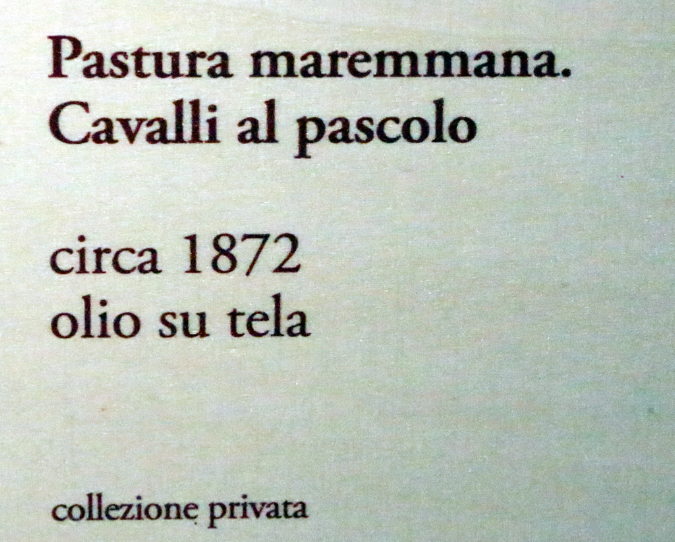 Pastura maremmana.
Cavalli al pascolo
circa 1872
olio su tela
collezione privata